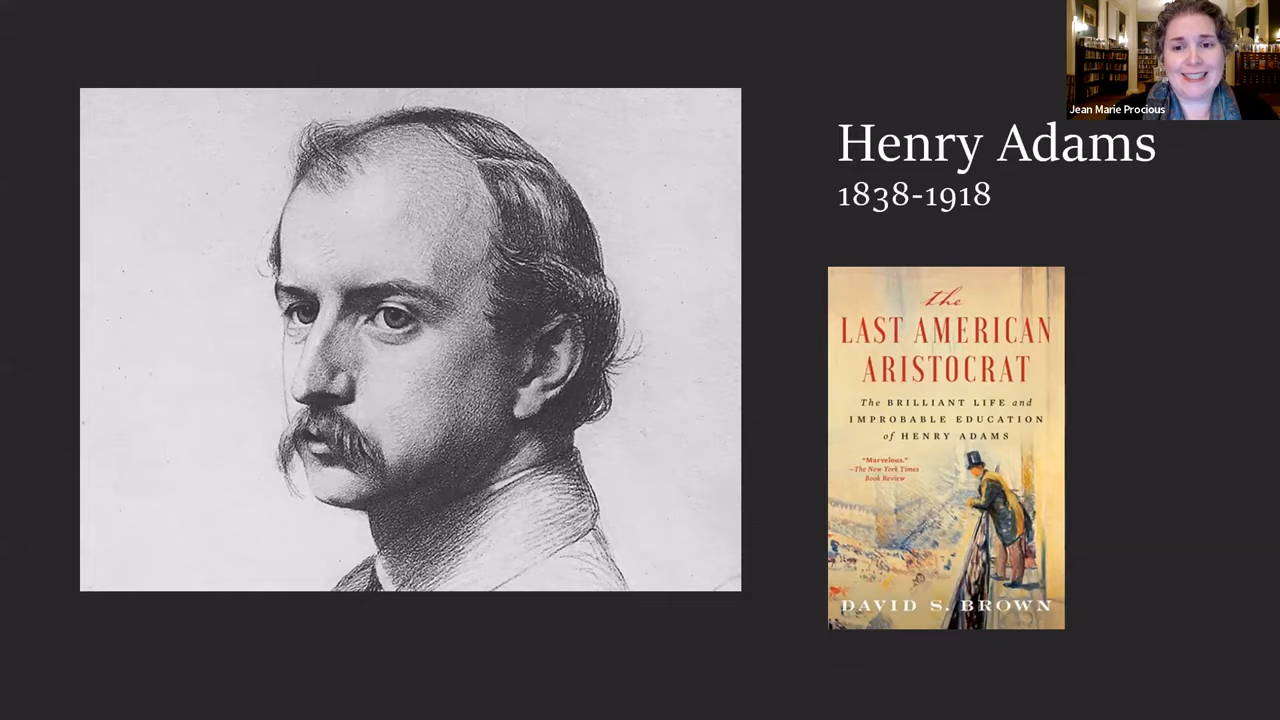 Jean Marie Procious
Henry Adams
1838-1918
the
LAST AMERICAN
ARISTOCRAT
The BRILLIANT LIFE and
IMPROBABLE EDUCATION
of HENRY ADAMS
“Marvelous.”
—The New York Times
Book Review
DAVID S. BROWN